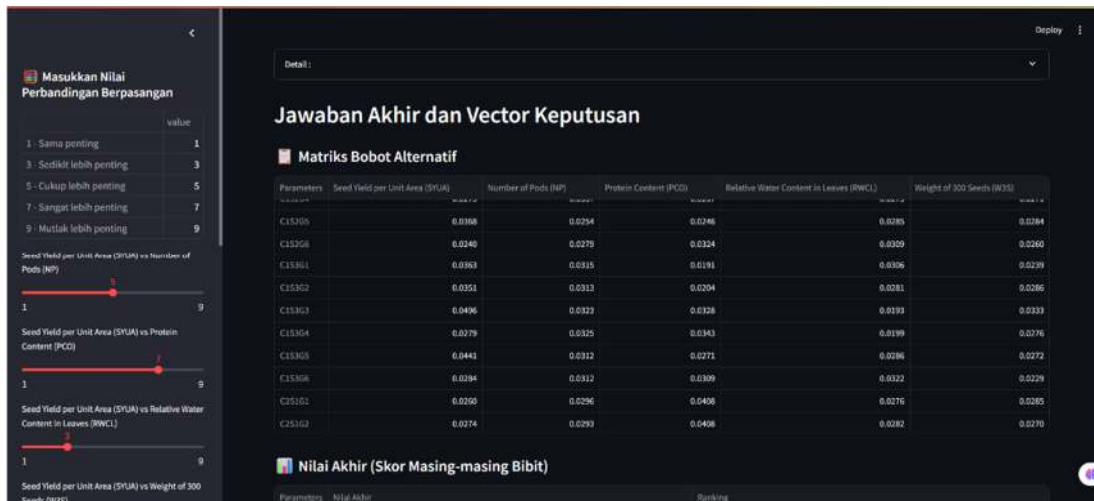 Deploy
Masukkan Nilai
Perbandingan Berpasangan
value
1 - Sama penting 1
3 - Sedikit lebih penting 3
5 - Cukup lebih penting 5
7 - Sangat lebih penting 7
9 - Mutlak lebih penting 9
Seed Yield per Unit Area (SYUA) vs Number of
Pods (NP)
5
1 9
Seed Yield per Unit Area (SYUA) vs Protein
Content (PCO)
7
1 9
Seed Yield per Unit Area (SYUA) vs Relative Water
Content in Leaves (RWCL)
3
1 9
Seed Yield per Unit Area (SYUA) vs Weight of 300
Seeds (W3S)
Detail :
Jawaban Akhir dan Vector Keputusan
Matriks Bobot Alternatif
Parameters Seed Yield per Unit Area (SYUA) Number of Pods (NP) Protein Content (PCO) Relative Water Content in Leaves (RWCL) Weight of 300 Seeds (W3S)
C1S2G5 0.0368 0.0254 0.0246 0.0285 0.0284
C1S2G6 0.0240 0.0279 0.0324 0.0309 0.0260
C1S3G1 0.0363 0.0315 0.0191 0.0306 0.0239
C1S3G2 0.0351 0.0313 0.0204 0.0281 0.0286
C1S3G3 0.0496 0.0323 0.0328 0.0193 0.0333
C1S3G4 0.0279 0.0325 0.0343 0.0199 0.0276
C1S3G5 0.0441 0.0312 0.0271 0.0286 0.0272
C1S3G6 0.0284 0.0312 0.0309 0.0322 0.0229
C2S1G1 0.0260 0.0296 0.0408 0.0276 0.0285
C2S1G2 0.0274 0.0293 0.0408 0.0282 0.0270
Nilai Akhir (Skor Masing-masing Bibit)
Parameters Nilai Akhir Ranking